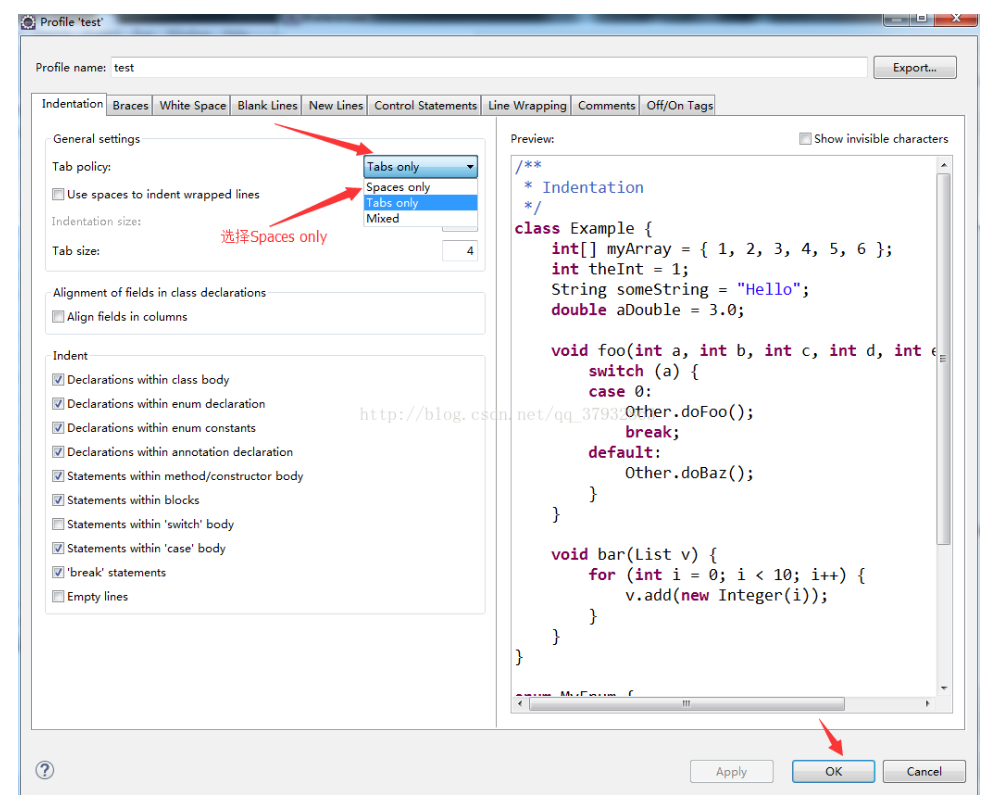 Profile 'test'
Profile name: test
Export...
Indentation Braces White Space Blank Lines New Lines Control Statements Line Wrapping Comments Off/On Tags
General settings
Tab policy: Tabs only
Spaces only
Tabs only
Mixed
Use spaces to indent wrapped lines
Indentation size:
选择Spaces only
Tab size: 4
Alignment of fields in class declarations
Align fields in columns
Indent
Declarations within class body
Declarations within enum declaration
Declarations within enum constants
Declarations within annotation declaration
Statements within method/constructor body
Statements within blocks
Statements within 'switch' body
Statements within 'case' body
'break' statements
Empty lines
Preview:
Show invisible characters
/**
* Indentation
*/
class Example {
int[] myArray = { 1, 2, 3, 4, 5, 6 };
int theInt = 1;
String someString = "Hello";
double aDouble = 3.0;
void foo(int a, int b, int c, int d, int e
switch (a) {
case 0:
Other.doFoo();
break;
default:
Other.doBaz();
}
}
void bar(List v) {
for (int i = 0; i < 10; i++) {
v.add(new Integer(i));
}
}
}
enum MyEnum {
http://blog.csdn.net/qq_3793
Apply
OK
Cancel